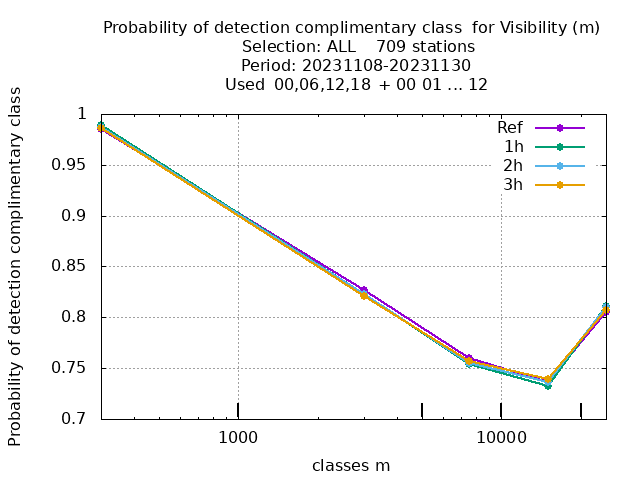 Probability of detection complimentary class  for Visibility (m)
Selection: ALL    709 stations
Period: 20231108-20231130
Used  00,06,12,18  + 00 01 ... 12
Probability of detection complimentary class
1
0.95
0.9
0.85
0.8
0.75
0.7
Ref
1h
2h
3h
1000
10000
classes m